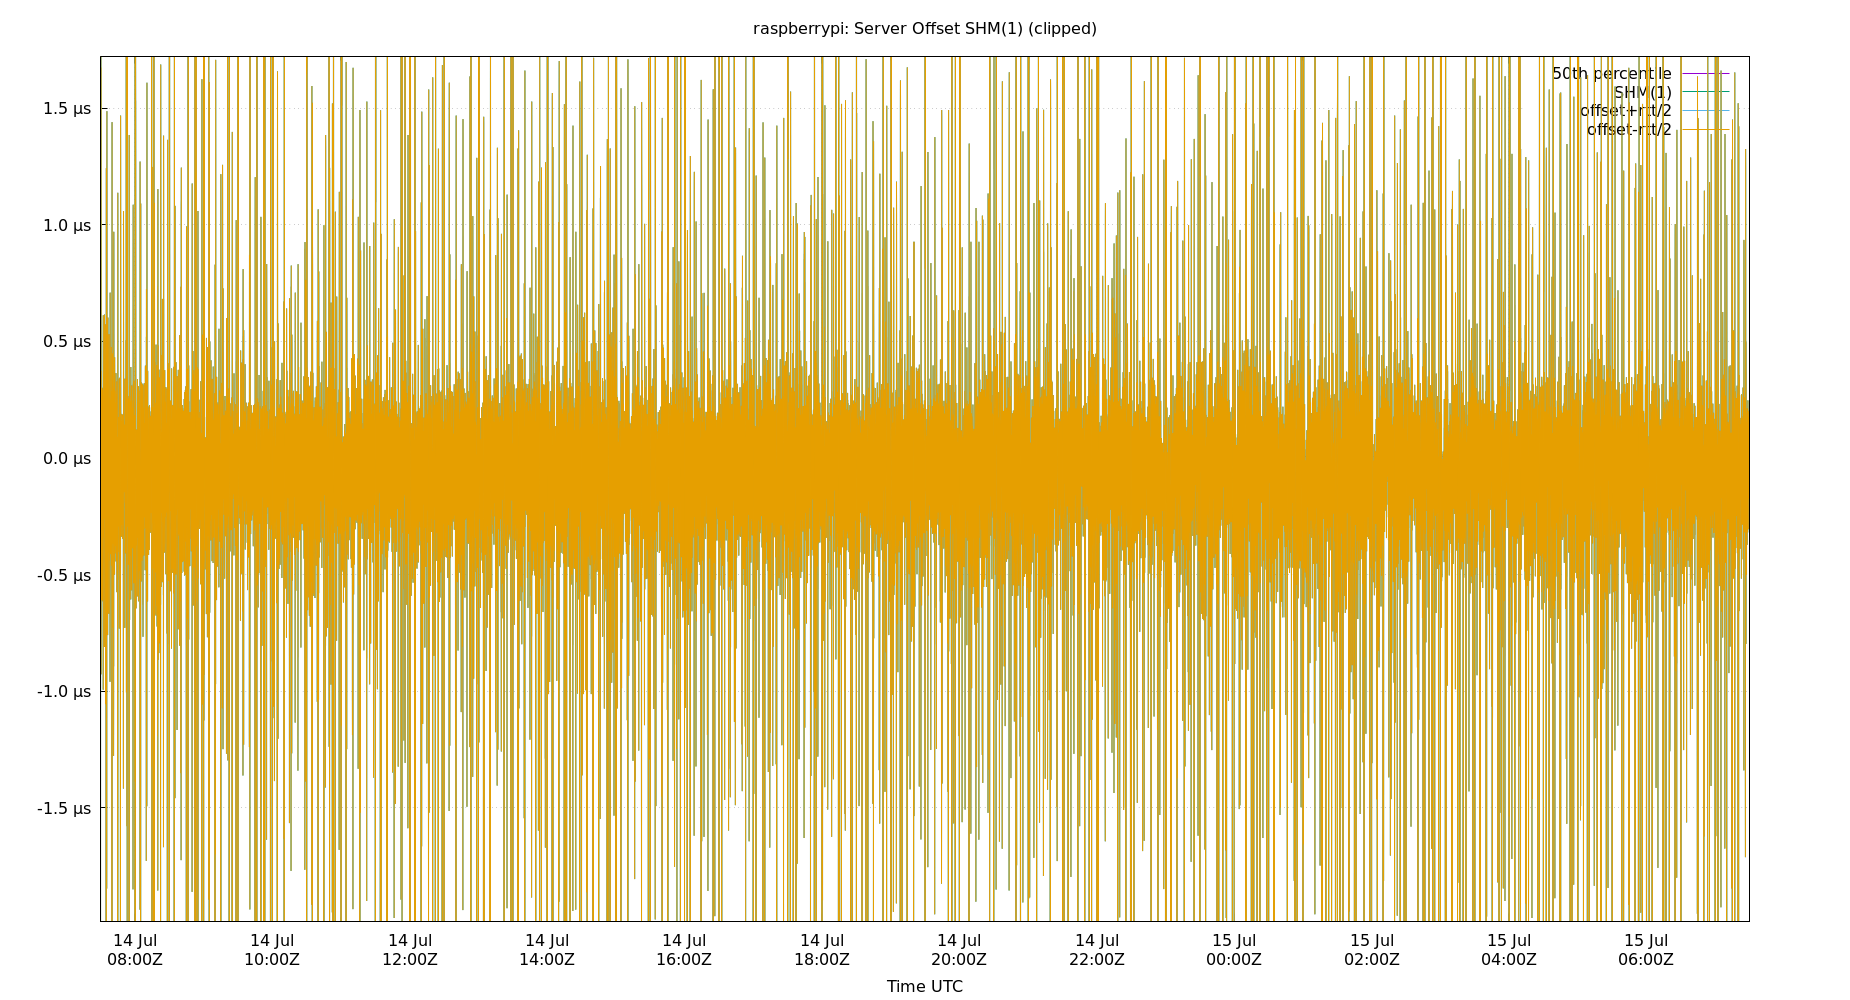 raspberrypi: Server Offset SHM(1) (clipped)
50th percentile
SHM(1)
offset+rtt/2
offset-rtt/2
1.5 µs
1.0 µs
0.5 µs
0.0 µs
-0.5 µs
-1.0 µs
-1.5 µs
14 Jul 14 Jul 14 Jul 14 Jul 14 Jul 14 Jul 14 Jul 14 Jul 15 Jul 15 Jul 15 Jul 15 Jul
08:00Z 10:00Z 12:00Z 14:00Z 16:00Z 18:00Z 20:00Z 22:00Z 00:00Z 02:00Z 04:00Z 06:00Z
Time UTC